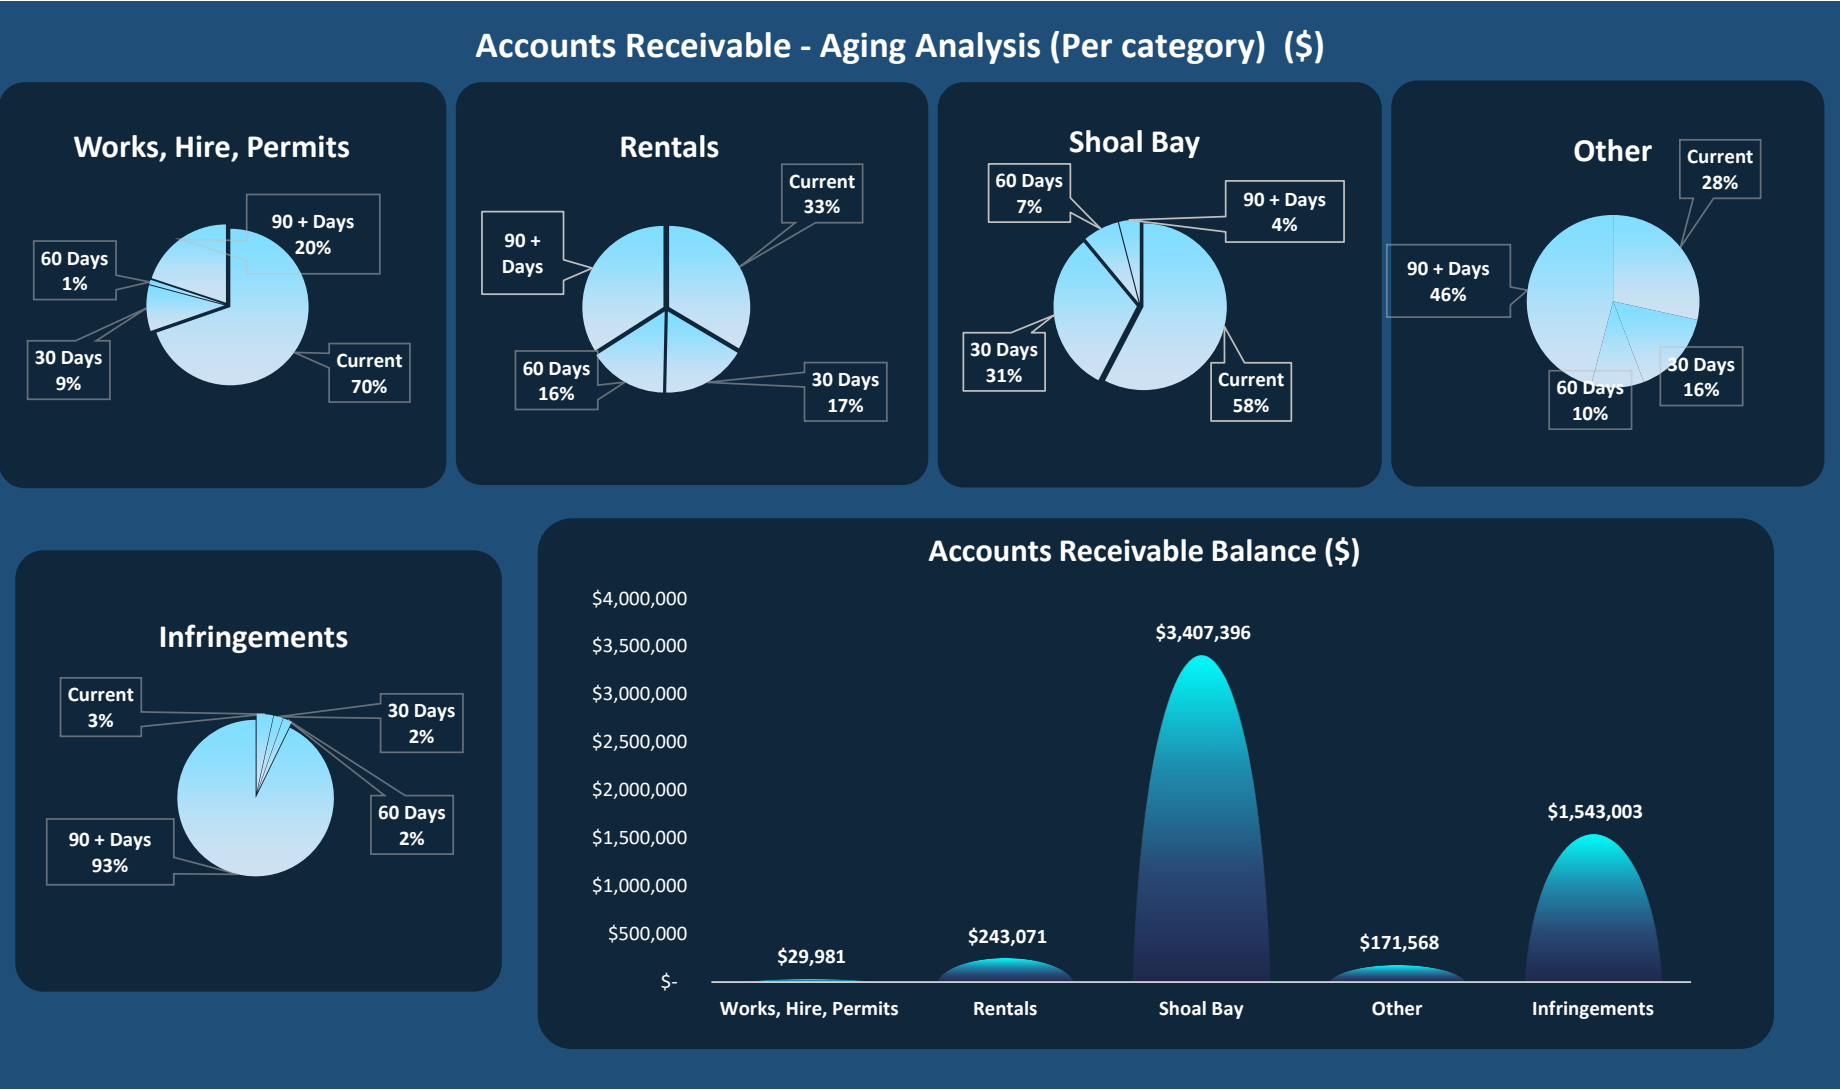 Accounts Receivable - Aging Analysis (Per category)  ($)
Works, Hire, Permits
90 + Days
20%
60 Days
1%
30 Days
9%
Current
70%
Rentals
Current
33%
90 +
Days
60 Days
16%
30 Days
17%
Shoal Bay
60 Days
7%
90 + Days
4%
30 Days
31%
Current
58%
Other
Current
28%
90 + Days
46%
30 Days
16%
60 Days
10%
Infringements
Current
3%
30 Days
2%
60 Days
2%
90 + Days
93%
Accounts Receivable Balance ($)
$4,000,000
$3,500,000
$3,000,000
$2,500,000
$2,000,000
$1,500,000
$1,000,000
$500,000
$-
$29,981
$243,071
$3,407,396
$171,568
$1,543,003
Works, Hire, Permits
Rentals
Shoal Bay
Other
Infringements